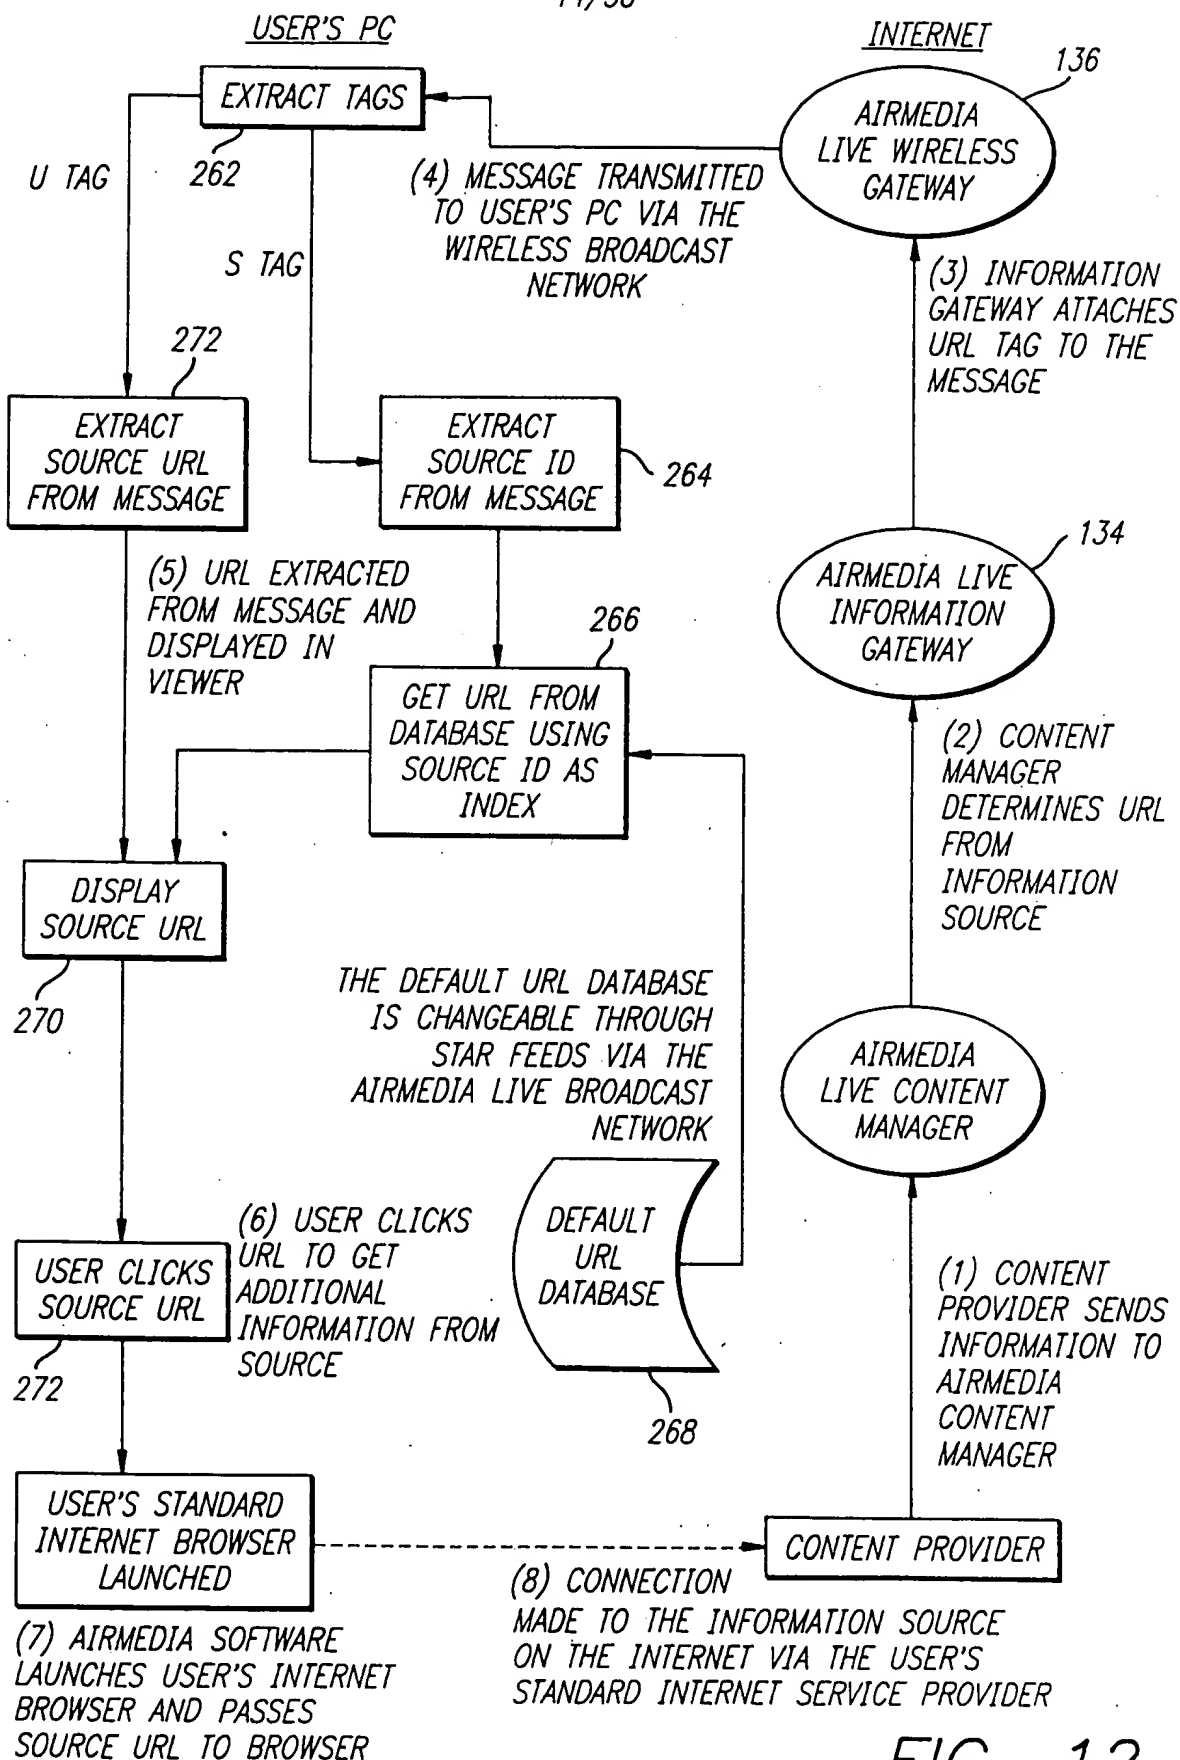 USER'S PC
INTERNET
136
EXTRACT TAGS
AIRMEDIA
LIVE WIRELESS
GATEWAY
U TAG
262
(4) MESSAGE TRANSMITTED
TO USER'S PC VIA THE
WIRELESS BROADCAST
NETWORK
S TAG
(3) INFORMATION
GATEWAY ATTACHES
URL TAG TO THE
MESSAGE
272
EXTRACT
SOURCE URL
FROM MESSAGE
EXTRACT
SOURCE ID
FROM MESSAGE
264
134
AIRMEDIA LIVE
INFORMATION
GATEWAY
(5) URL EXTRACTED
FROM MESSAGE AND
DISPLAYED IN
VIEWER
266
GET URL FROM
DATABASE USING
SOURCE ID AS
INDEX
(2) CONTENT
MANAGER
DETERMINES URL
FROM
INFORMATION
SOURCE
DISPLAY
SOURCE URL
270
THE DEFAULT URL DATABASE
IS CHANGEABLE THROUGH
STAR FEEDS VIA THE
AIRMEDIA LIVE BROADCAST
NETWORK
AIRMEDIA
LIVE CONTENT
MANAGER
DEFAULT
URL
DATABASE
268
(6) USER CLICKS
URL TO GET
ADDITIONAL
INFORMATION FROM
SOURCE
USER CLICKS
SOURCE URL
272
(1) CONTENT
PROVIDER SENDS
INFORMATION TO
AIRMEDIA
CONTENT
MANAGER
USER'S STANDARD
INTERNET BROWSER
LAUNCHED
CONTENT PROVIDER
(8) CONNECTION
MADE TO THE INFORMATION SOURCE
ON THE INTERNET VIA THE USER'S
STANDARD INTERNET SERVICE PROVIDER
(7) AIRMEDIA SOFTWARE
LAUNCHES USER'S INTERNET
BROWSER AND PASSES
SOURCE URL TO BROWSER